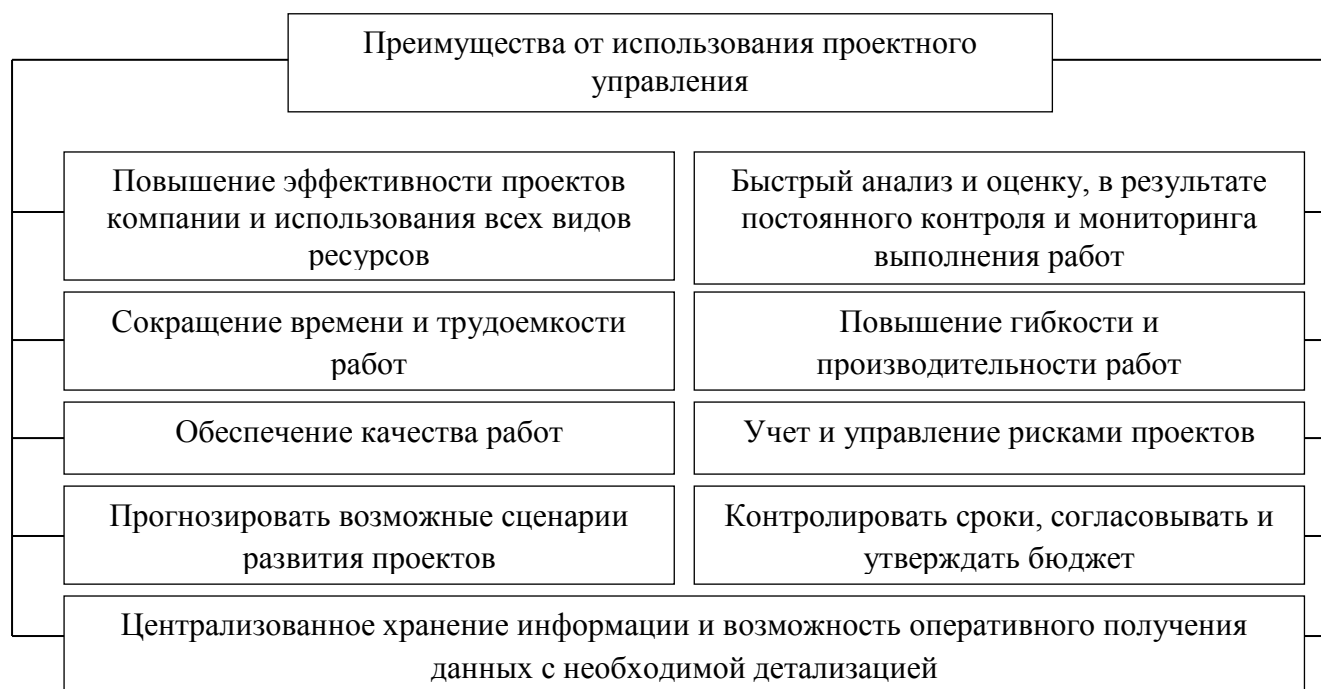 Преимущества от использования проектного
управления
Повышение эффективности проектов
компании и использования всех видов
ресурсов
Быстрый анализ и оценку, в результате
постоянного контроля и мониторинга
выполнения работ
Сокращение времени и трудоемкости
работ
Повышение гибкости и
производительности работ
Обеспечение качества работ
Учет и управление рисками проектов
Прогнозировать возможные сценарии
развития проектов
Контролировать сроки, согласовывать и
утверждать бюджет
Централизованное хранение информации и возможность оперативного получения
данных с необходимой детализацией